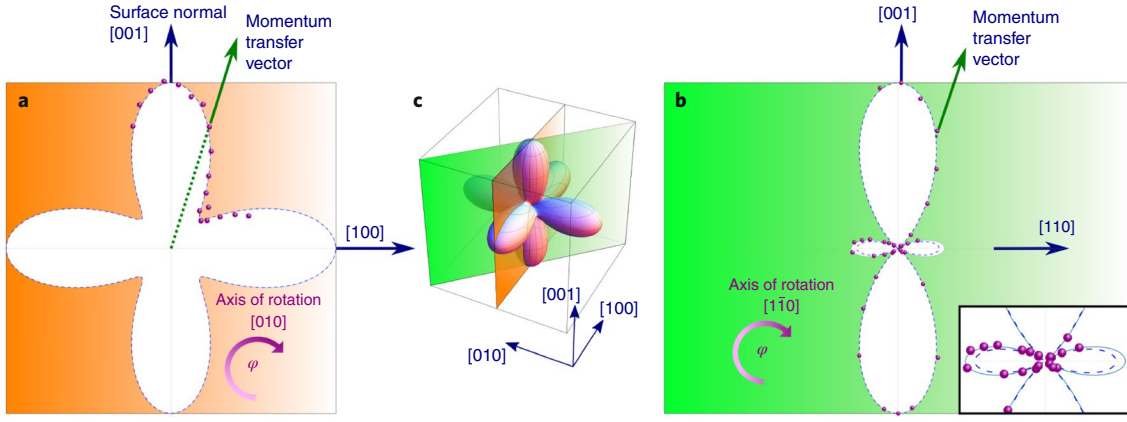 Surface normal
[001]
Momentum
transfer
vector
a
[100]
Axis of rotation
[010]
φ
c
[001]
[100]
[010]
[001]
Momentum
transfer
vector
b
[110]
Axis of rotation
[11̄0]
φ